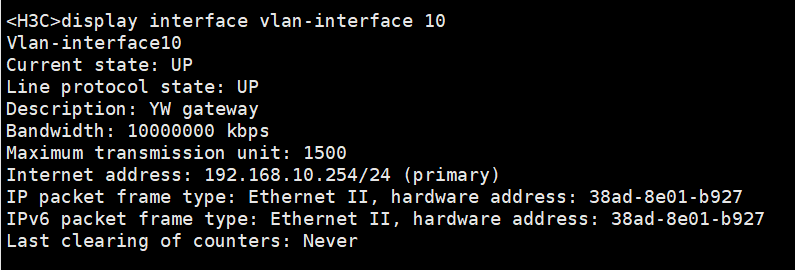 <H3C>display interface vlan-interface 10
Vlan-interface10
Current state: UP
Line protocol state: UP
Description: YW gateway
Bandwidth: 10000000 kbps
Maximum transmission unit: 1500
Internet address: 192.168.10.254/24 (primary)
IP packet frame type: Ethernet II, hardware address: 38ad-8e01-b927
IPv6 packet frame type: Ethernet II, hardware address: 38ad-8e01-b927
Last clearing of counters: Never